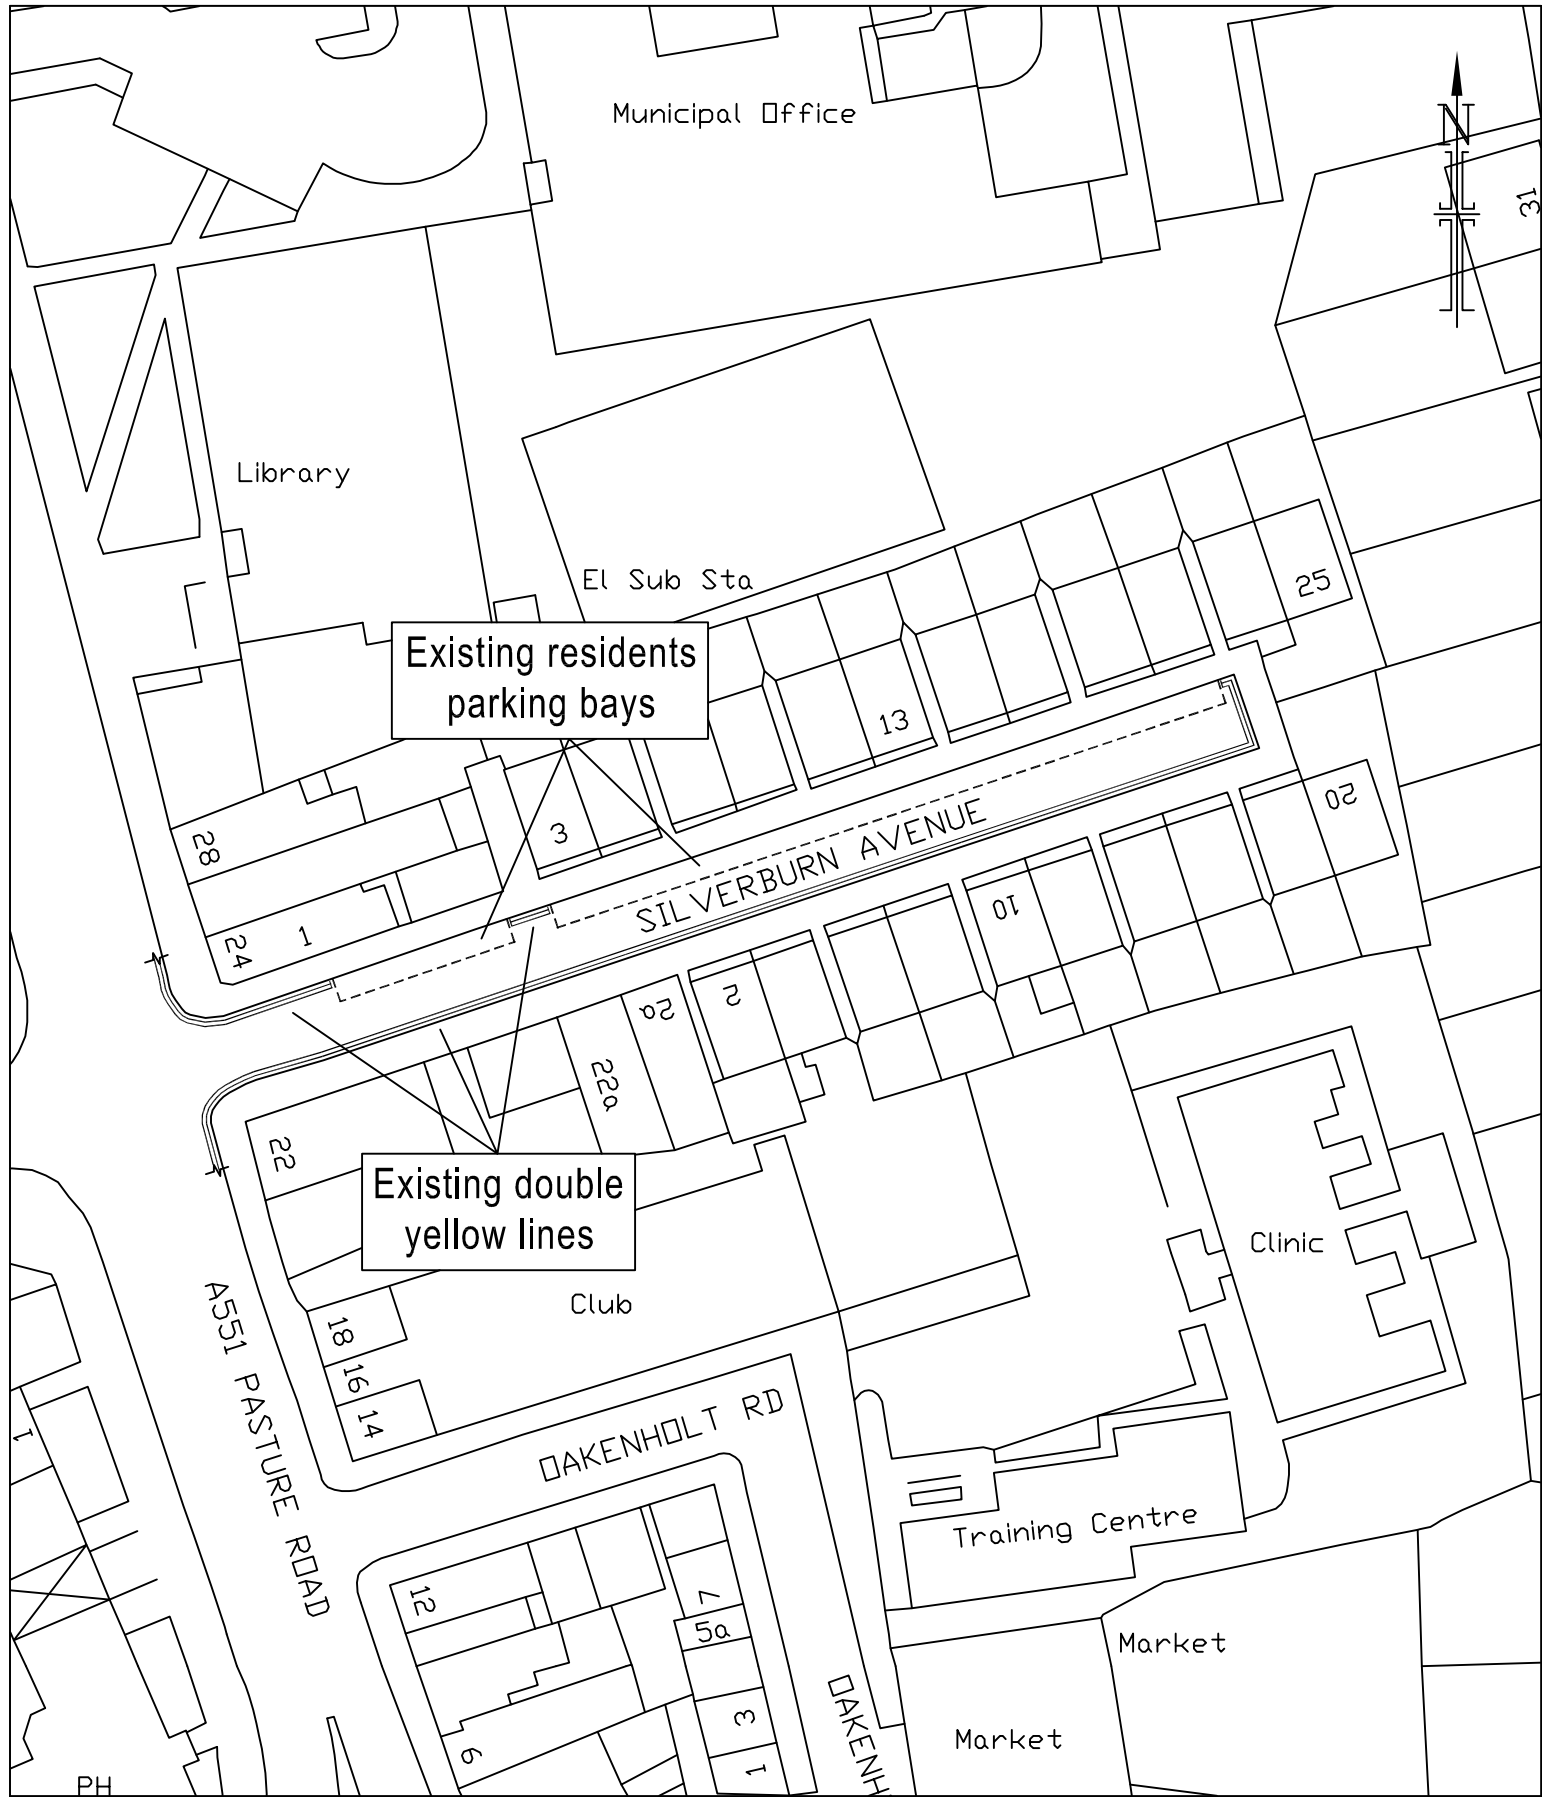 Municipal Office
N
31
Library
El Sub Sta
25
Existing residents
parking bays
13
20
3
28
SILVERBURN AVENUE
10
1
24
2
2a
22a
22
Existing double
yellow lines
Clinic
Club
18
16
14
A551 PASTURE ROAD
OAKENHOLT RD
1
Training Centre
12
7
5a
Market
OAKENH
3
Market
6
1
PH